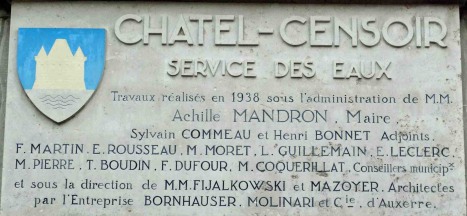 CHATEL-CENSOIR
SERVICE DES EAUX
Travaux réalisés en 1938 sous l'administration de M.M.
Achille MANDRON, Maire
Sylvain COMMEAU et Henri BONNET Adjoints.
F. MARTIN. E. ROUSSEAU. M. MORET. L. GUILLEMAIN. E. LECLERC
M. PIERRE. T. BOUDIN. F. DUFOUR. M. COQUERILLAT. Conseillers municipx
et sous la direction de M.M. FIJALKOWSKI et MAZOYER. Architectes
par l'Entreprise BORNHAUSER, MOLINARI et Cie. d'Auxerre.